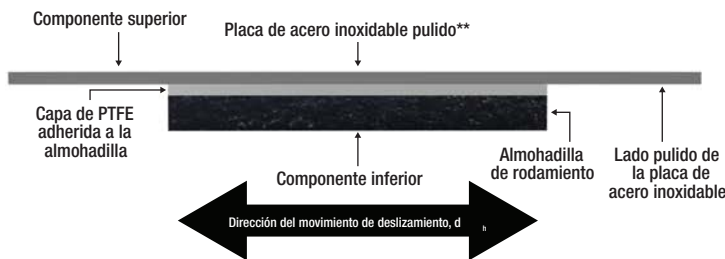 Componente superior
Placa de acero inoxidable pulido**
Capa de PTFE
adherida a la
almohadilla
Componente inferior
Almohadilla
de rodamiento
Lado pulido de
la placa de
acero inoxidable
Dirección del movimiento de deslizamiento, d h